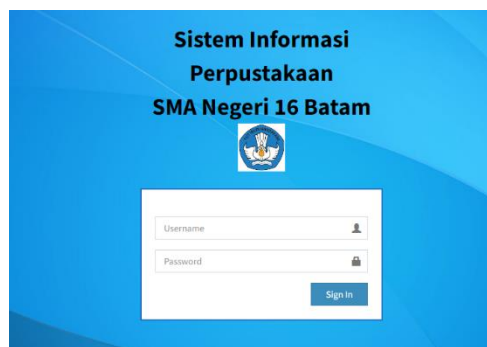 Sistem Informasi
Perpustakaan
SMA Negeri 16 Batam
Username
Password
Sign In